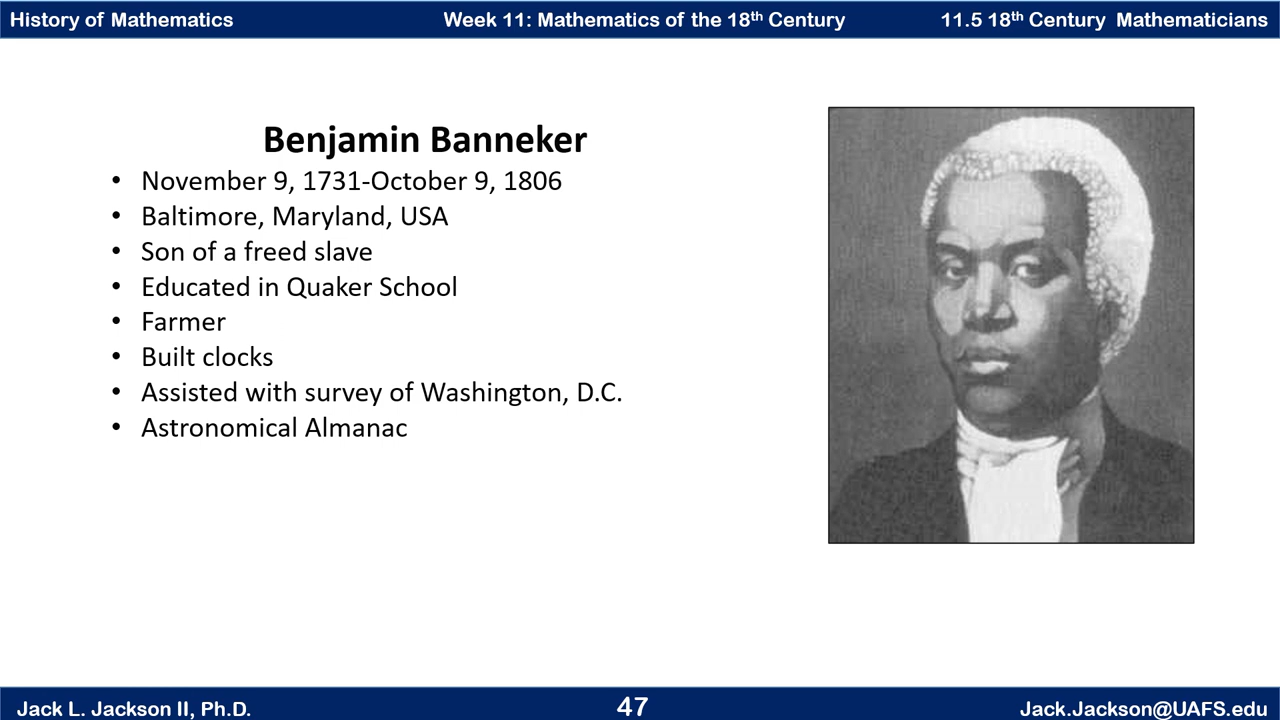 History of Mathematics Week 11: Mathematics of the 18th Century 11.5 18th Century Mathematicians
Benjamin Banneker
• November 9, 1731-October 9, 1806
• Baltimore, Maryland, USA
• Son of a freed slave
• Educated in Quaker School
• Farmer
• Built clocks
• Assisted with survey of Washington, D.C.
• Astronomical Almanac
Jack L. Jackson II, Ph.D. 47 Jack.Jackson@UAFS.edu